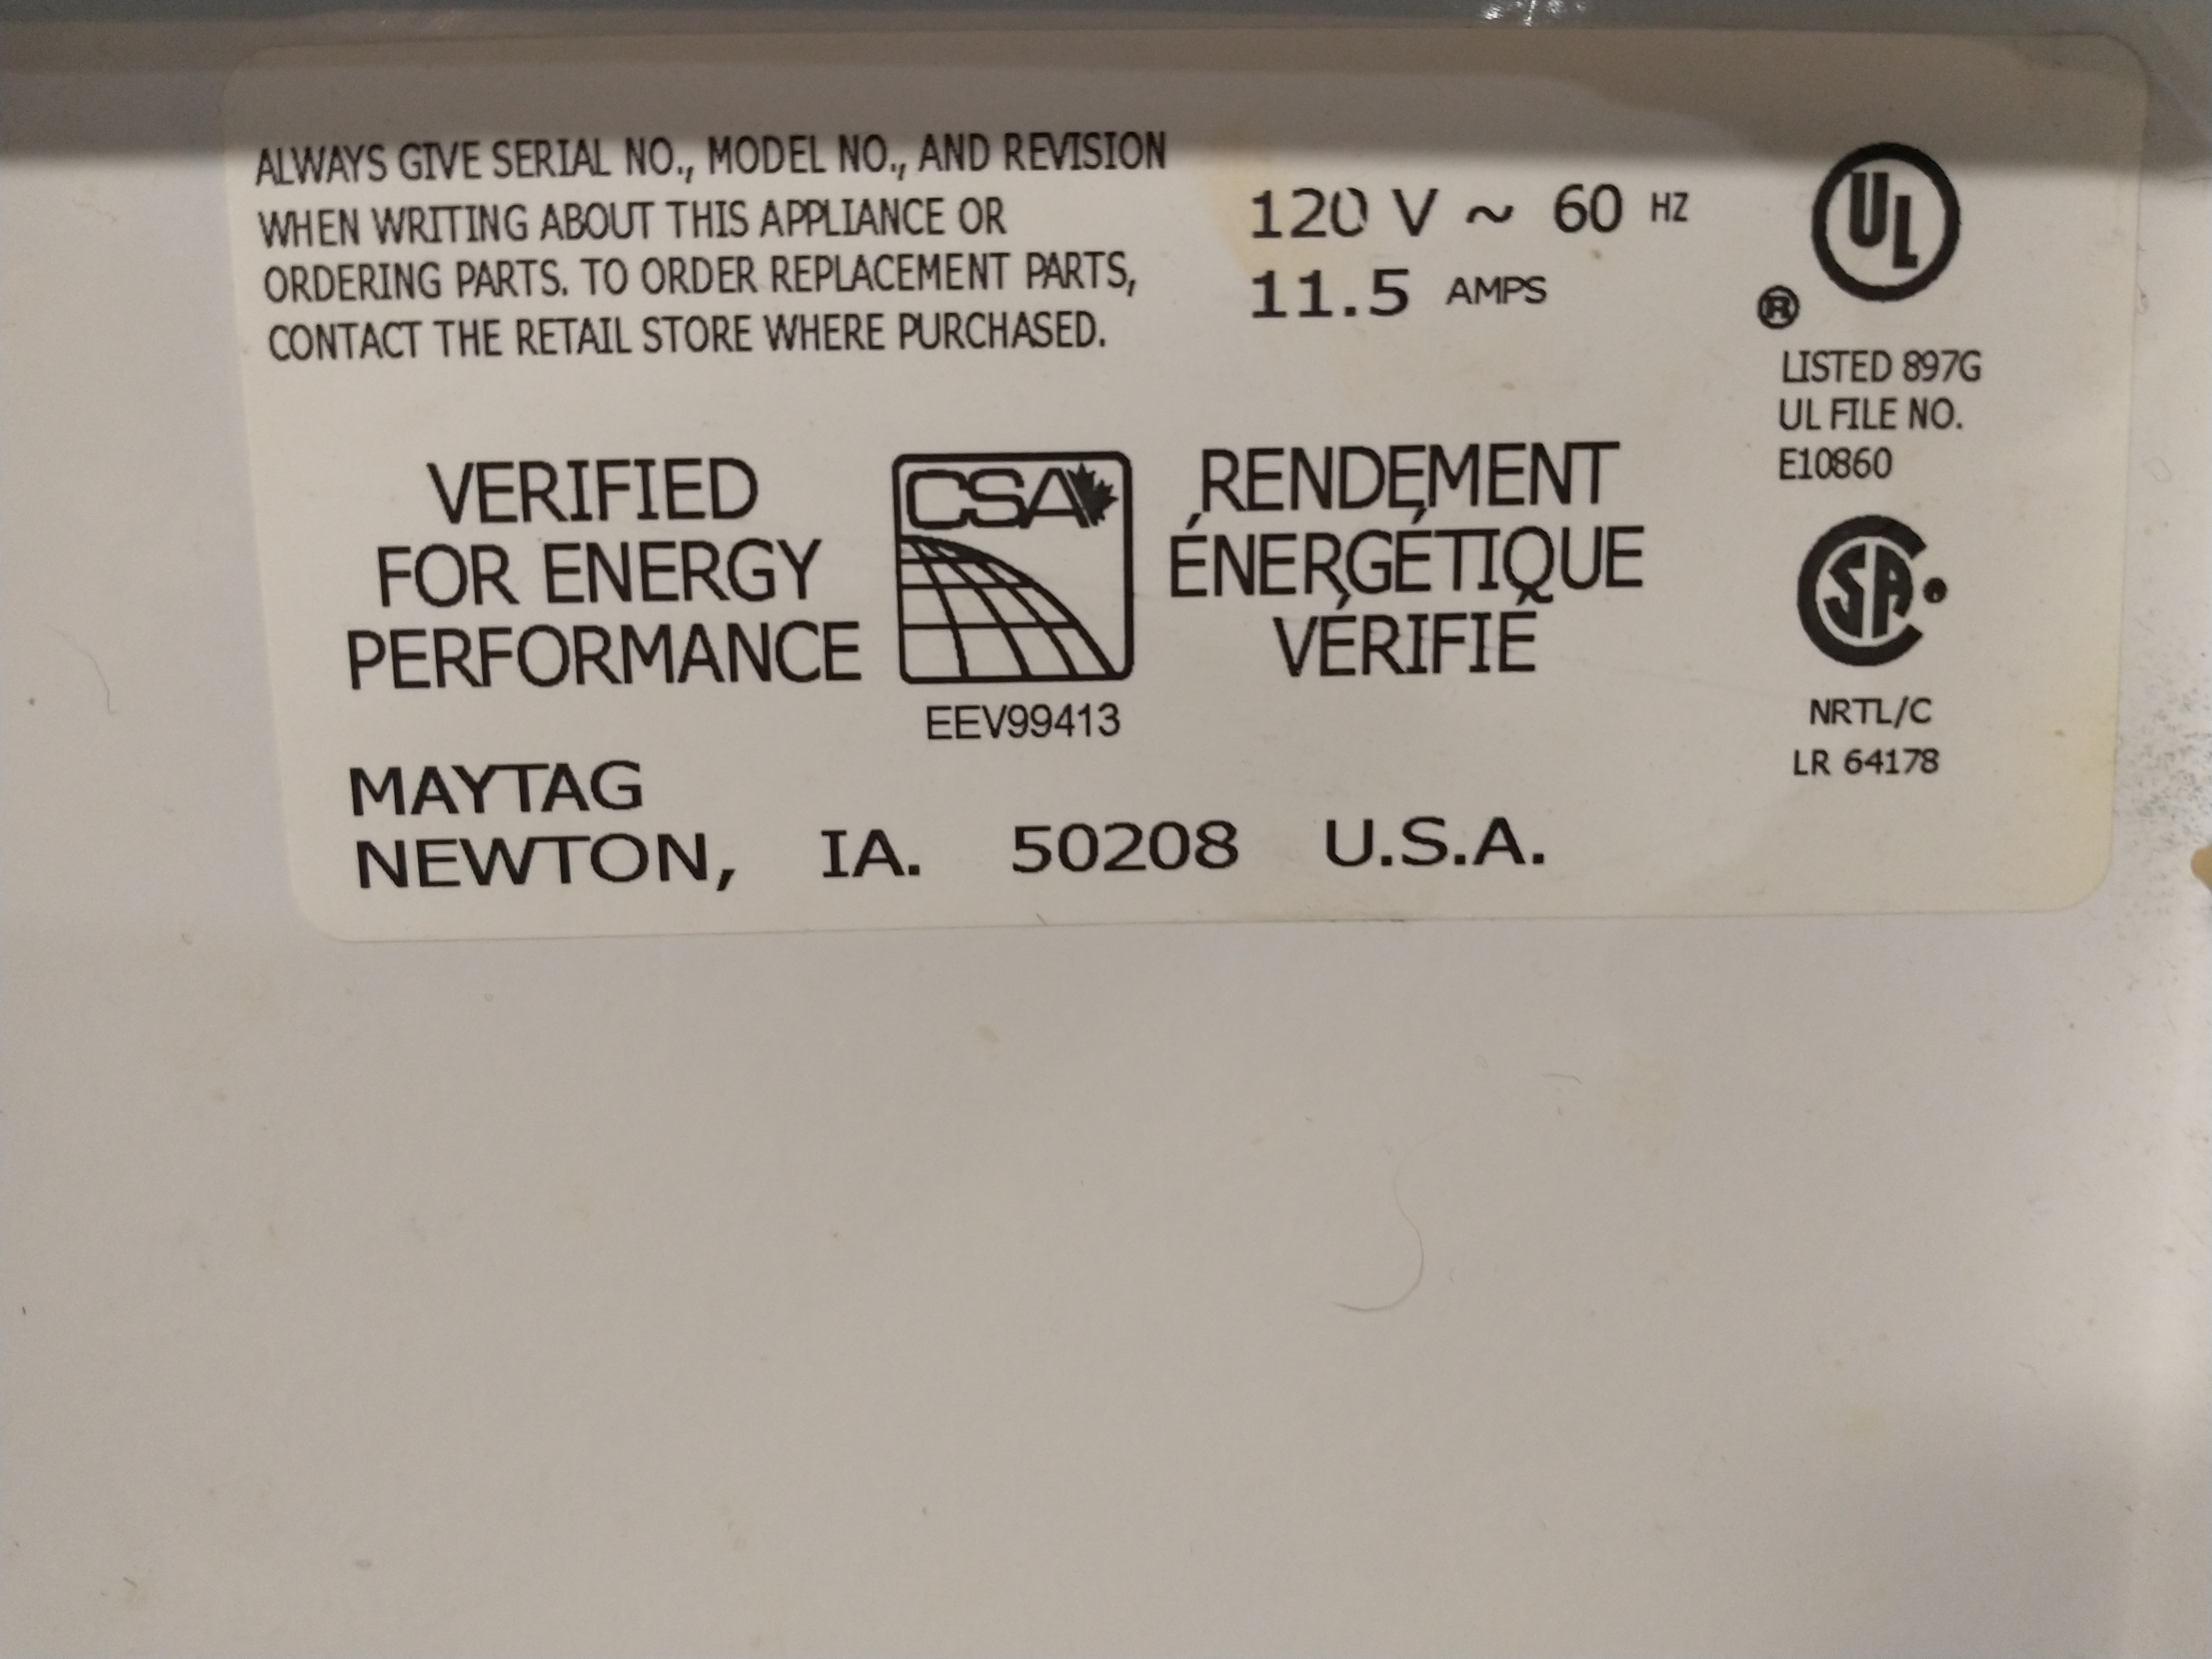 ALWAYS GIVE SERIAL NO., MODEL NO., AND REVISION
WHEN WRITING ABOUT THIS APPLIANCE OR
ORDERING PARTS. TO ORDER REPLACEMENT PARTS,
CONTACT THE RETAIL STORE WHERE PURCHASED.
120 V ~ 60 HZ
11.5 AMPS
UL
®
LISTED 897G
UL FILE NO.
E10860
VERIFIED
FOR ENERGY
PERFORMANCE
CSA
EEV99413
RENDEMENT
ÉNERGÉTIQUE
VÉRIFIÉ
CSA
NRTL/C
LR 64178
MAYTAG
NEWTON, IA. 50208 U.S.A.